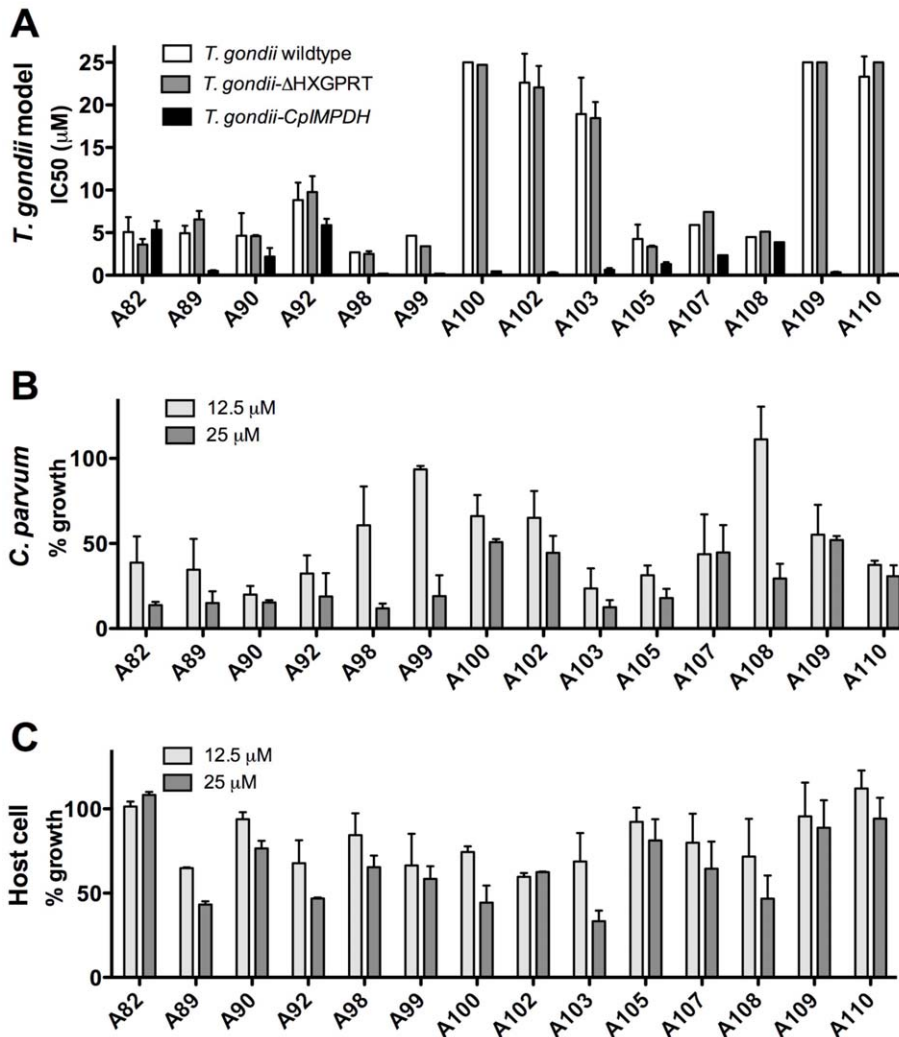 A
T. gondii model
IC50 (µM)
T. gondii wildtype
T. gondii-ΔHXGPRT
T. gondii-CpIMPDH
25
20
15
10
5
0
A82 A89 A90 A92 A98 A99 A100 A102 A103 A105 A107 A108 A109 A110
B
C. parvum
% growth
12.5 µM
25 µM
100
50
0
A82 A89 A90 A92 A98 A99 A100 A102 A103 A105 A107 A108 A109 A110
C
Host cell
% growth
12.5 µM
25 µM
100
50
0
A82 A89 A90 A92 A98 A99 A100 A102 A103 A105 A107 A108 A109 A110